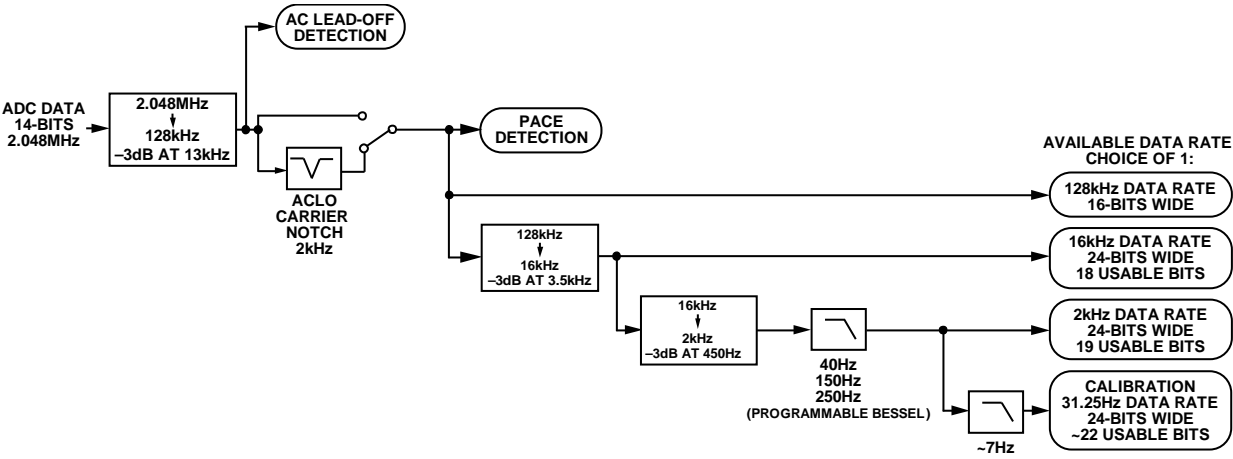 AC LEAD-OFF
DETECTION
ADC DATA
14-BITS
2.048MHz
2.048MHz
128kHz
–3dB AT 13kHz
ACLO
CARRIER
NOTCH
2kHz
PACE
DETECTION
AVAILABLE DATA RATE
CHOICE OF 1:
128kHz DATA RATE
16-BITS WIDE
128kHz
16kHz
–3dB AT 3.5kHz
16kHz DATA RATE
24-BITS WIDE
18 USABLE BITS
16kHz
2kHz
–3dB AT 450Hz
40Hz
150Hz
250Hz
(PROGRAMMABLE BESSEL)
2kHz DATA RATE
24-BITS WIDE
19 USABLE BITS
~7Hz
CALIBRATION
31.25Hz DATA RATE
24-BITS WIDE
~22 USABLE BITS